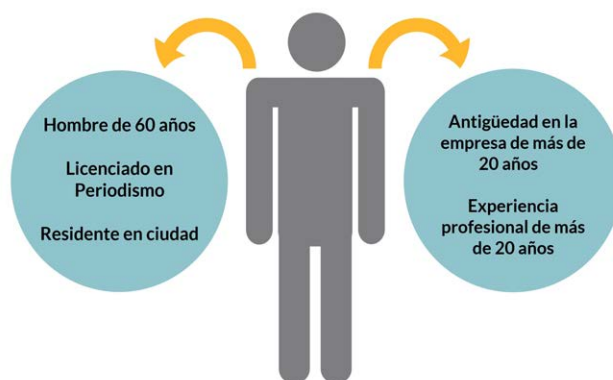 Hombre de 60 años
Licenciado en
Periodismo
Residente en ciudad
Antigüedad en la
empresa de más de
20 años
Experiencia
profesional de más
de 20 años